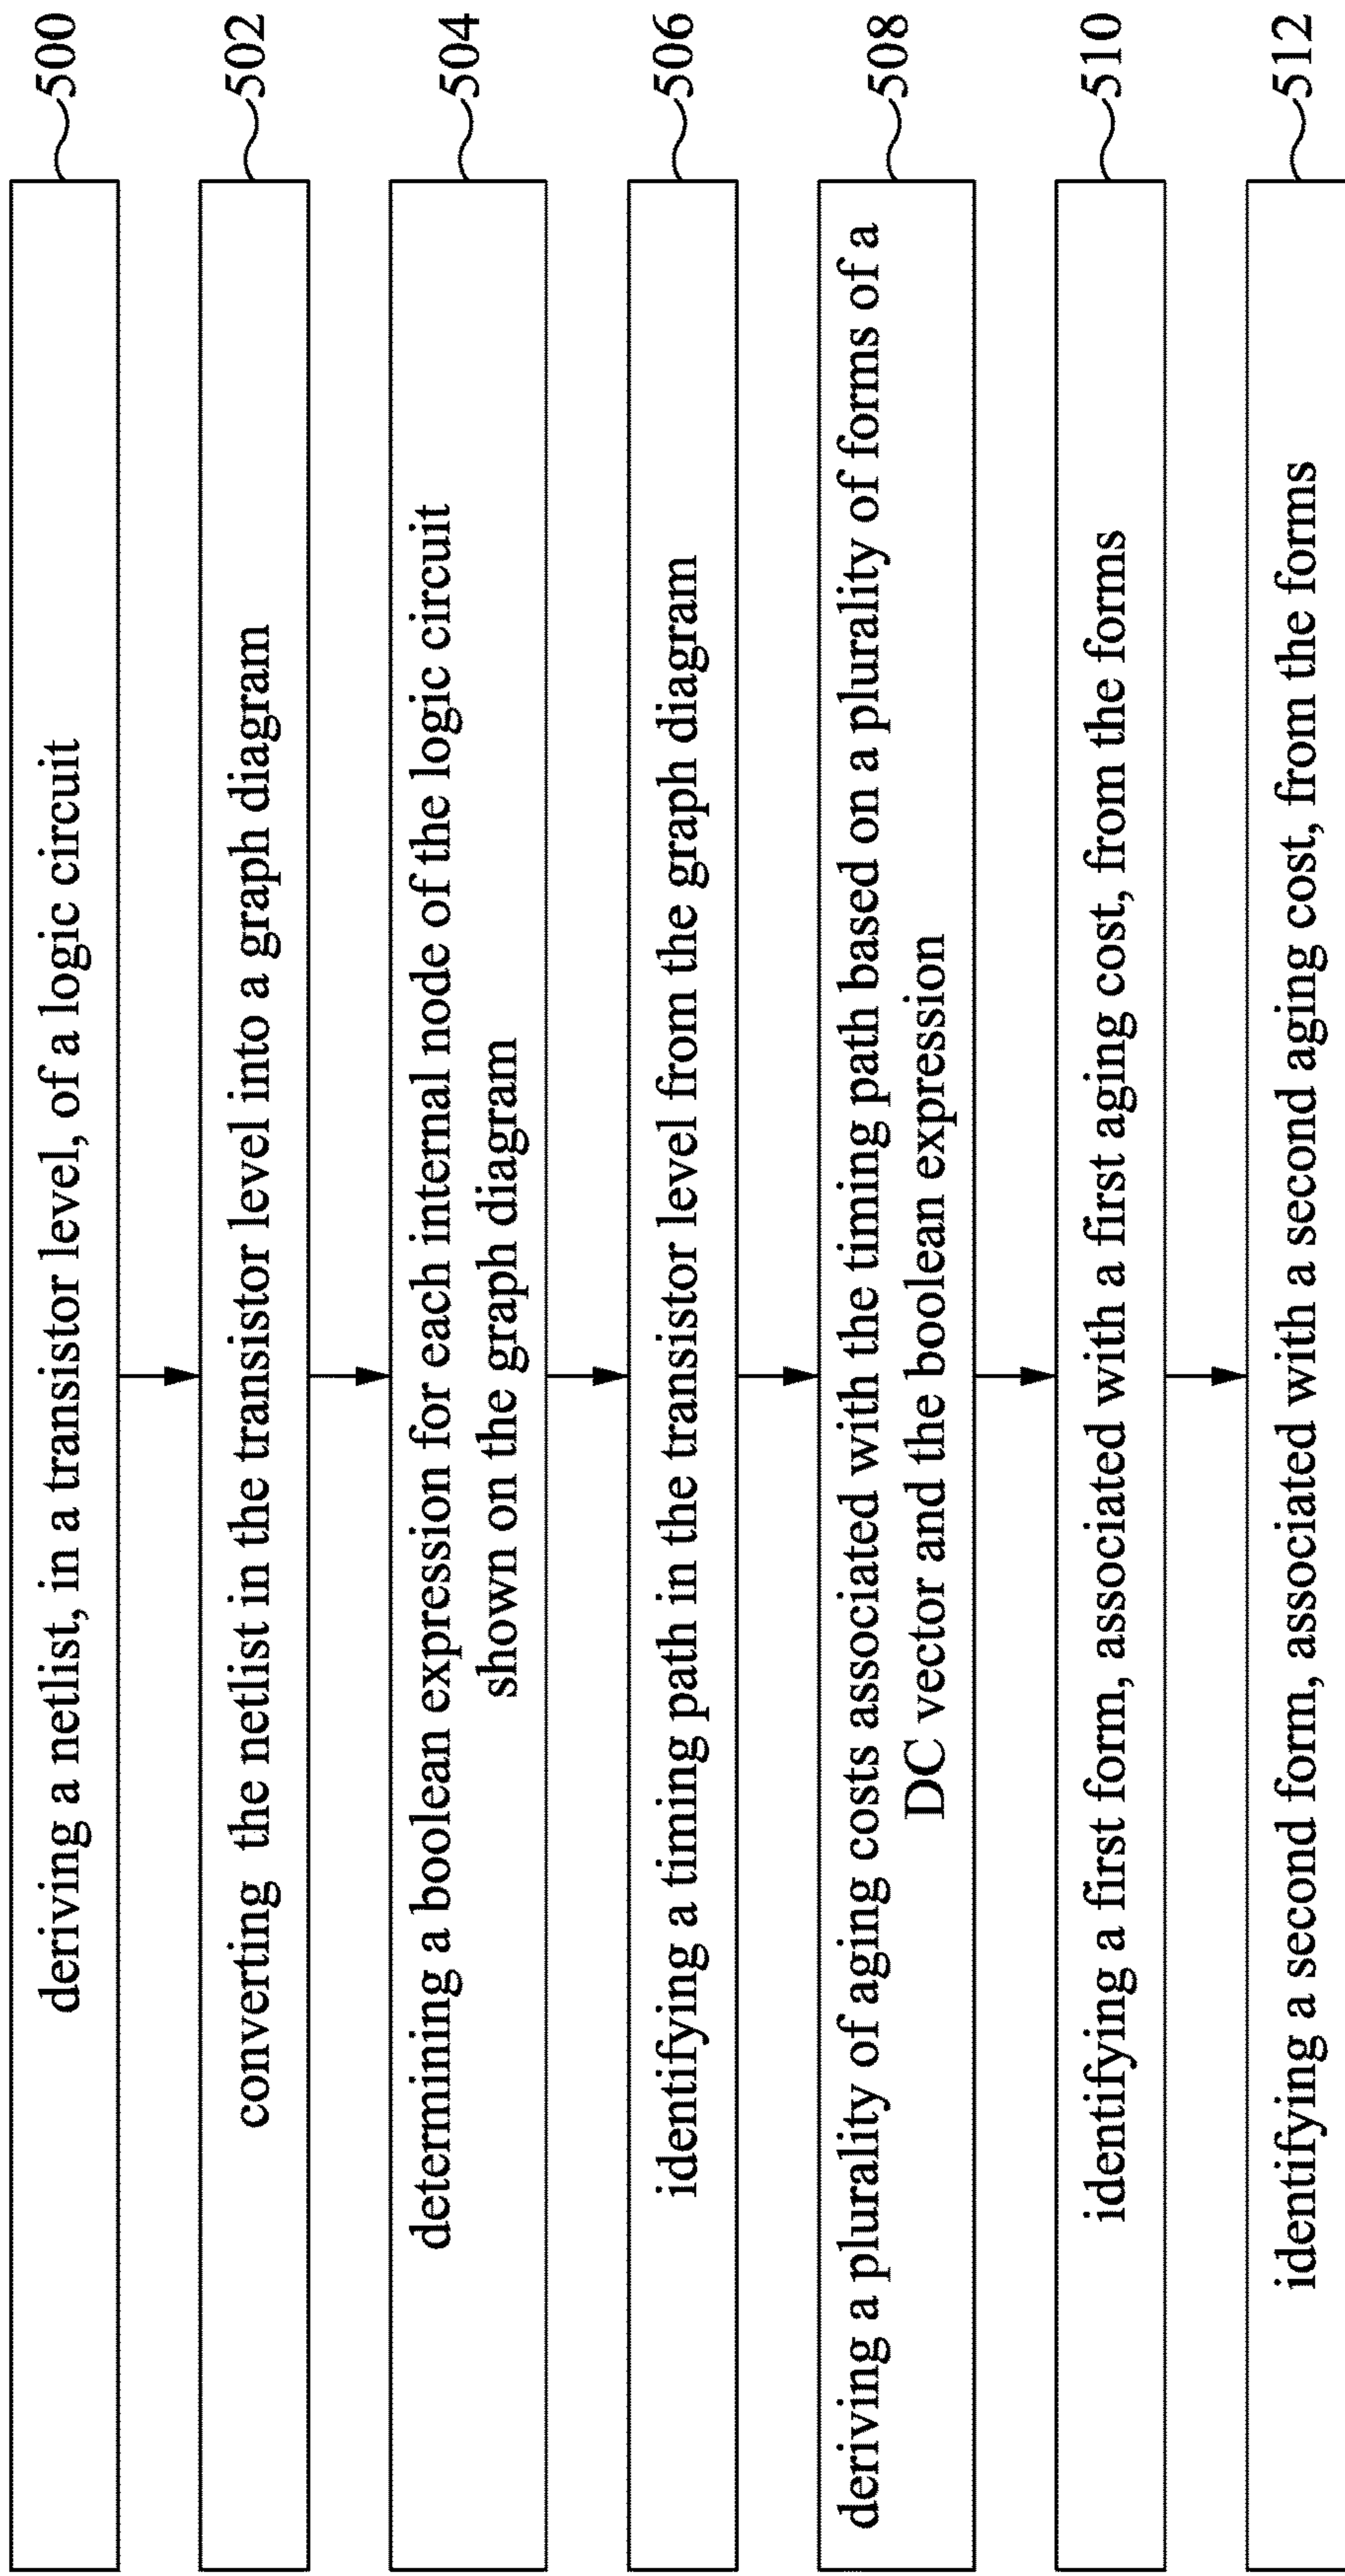 deriving a netlist, in a transistor level, of a logic circuit
500
converting the netlist in the transistor level into a graph diagram
502
determining a boolean expression for each internal node of the logic circuit
shown on the graph diagram
504
identifying a timing path in the transistor level from the graph diagram
506
deriving a plurality of aging costs associated with the timing path based on a plurality of forms of a
DC vector and the boolean expression
508
identifying a first form, associated with a first aging cost, from the forms
510
identifying a second form, associated with a second aging cost, from the forms
512